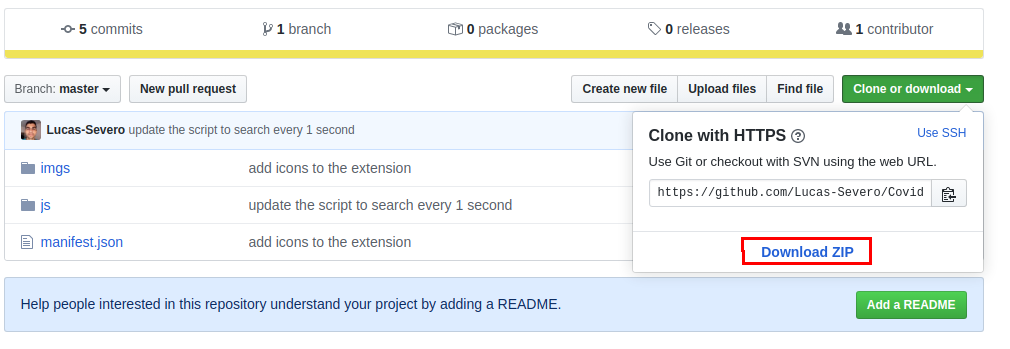 5 commits 1 branch 0 packages 0 releases 1 contributor
Branch: master New pull request Create new file Upload files Find file Clone or download
Lucas-Severo update the script to search every 1 second
Clone with HTTPS Use SSH
Use Git or checkout with SVN using the web URL.
imgs add icons to the extension
https://github.com/Lucas-Severo/Covid
js update the script to search every 1 second
manifest.json add icons to the extension
Download ZIP
Help people interested in this repository understand your project by adding a README. Add a README